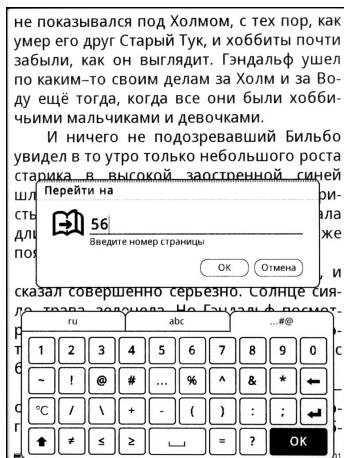 не показывался под Холмом, с тех пор, как
умер его друг Старый Тук, и хоббиты почти
забыли, как он выглядит. Гэндальф ушел
по каким-то своим делам за Холм и за Во-
ду ещё тогда, когда все они были хобби-
чьими мальчиками и девочками.
И ничего не подозревавший Бильбо
увидел в то утро только небольшого роста
старика в высокой заостренной синей
Перейти на
56
Введите номер страницы
OK
Отмена
и
сказал совершенно серьезно. Солнце сия-
ru
abc
...#@
1 2 3 4 5 6 7 8 9 0
~ ! @ # ... % ^ & *
°C / \ + - ( ) : ;
≠ ≤ ≥ = ? OK